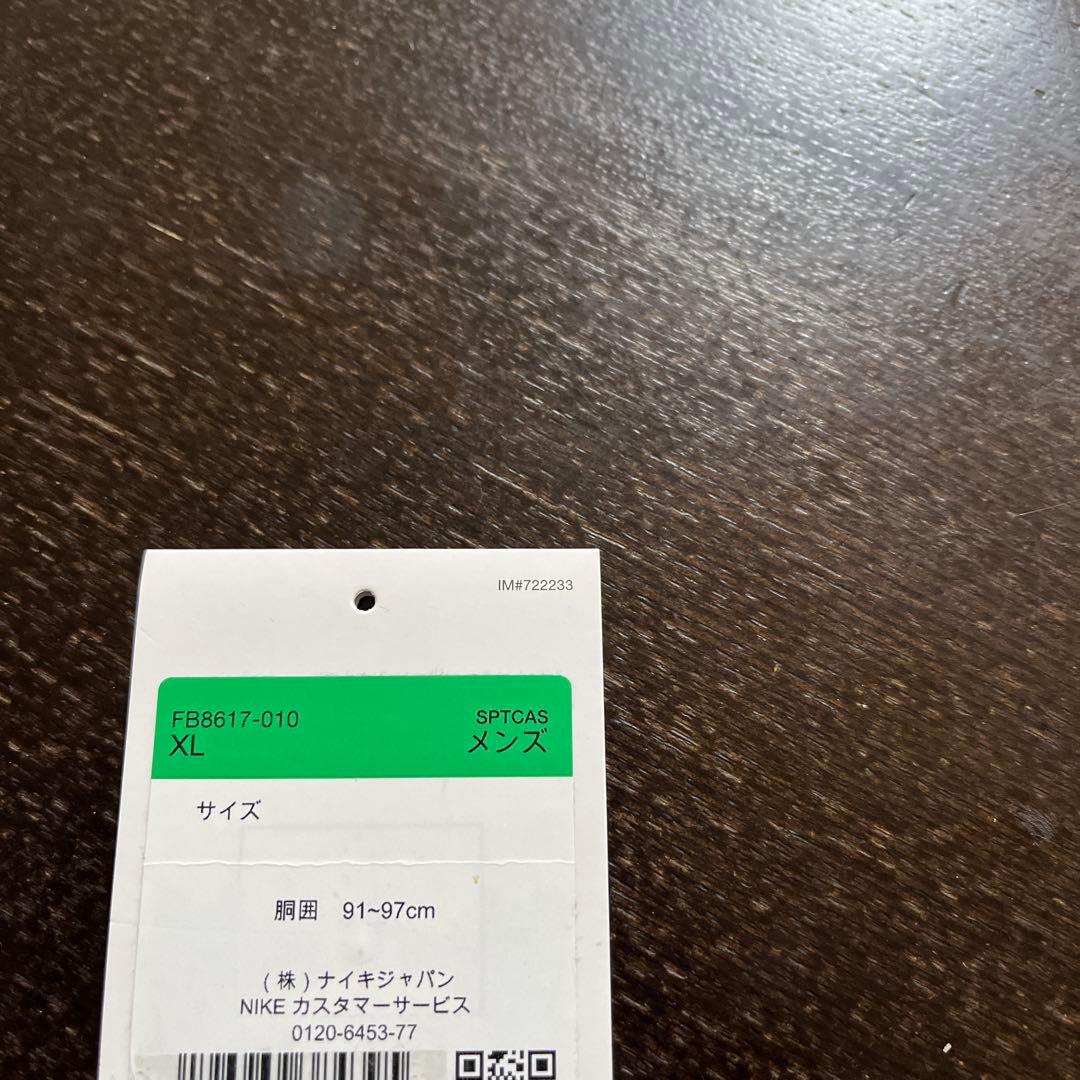 IM#722233
FB8617-010 SPTCAS
XL メンズ
サイズ
胴囲 91~97cm
(株)ナイキジャパン
NIKE カスタマーサービス
0120-6453-77